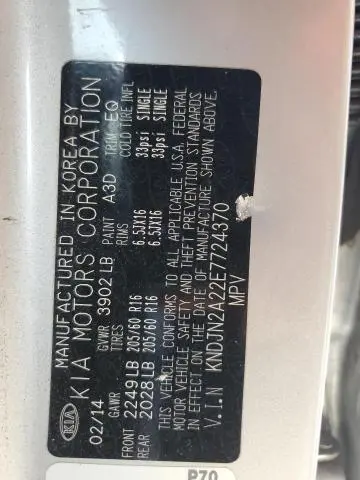 KIA
MANUFACTURED IN KOREA BY
KIA MOTORS CORPORATION
02/14 GVWR 3902 LB PAINT A3D TRIM EQ
GAWR TIRES RIMS COLD TIRE INFL
FRONT 2249LB 205/60 R16 6.5JX16 33psi SINGLE
REAR 2028LB 205/60 R16 6.5JX16 33psi SINGLE
THIS VEHICLE CONFORMS TO ALL APPLICABLE U.S.A. FEDERAL
MOTOR VEHICLE SAFETY AND THEFT PREVENTION STANDARDS
IN EFFECT ON THE DATE OF MANUFACTURE SHOWN ABOVE.
V.I.N KNDJN2A22E7724370
MPV
P70